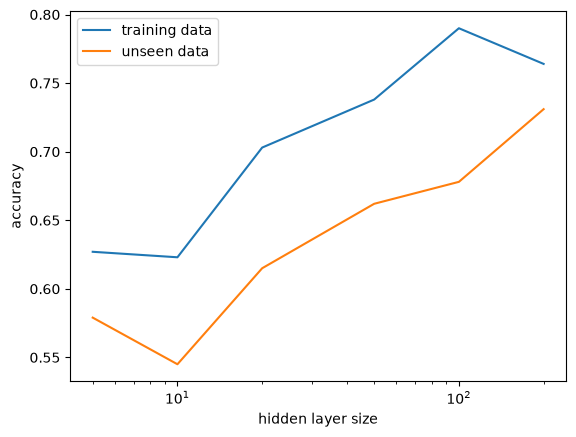 0.80
0.75
0.70
0.65
0.60
0.55
accuracy
training data
unseen data
10¹
10²
hidden layer size